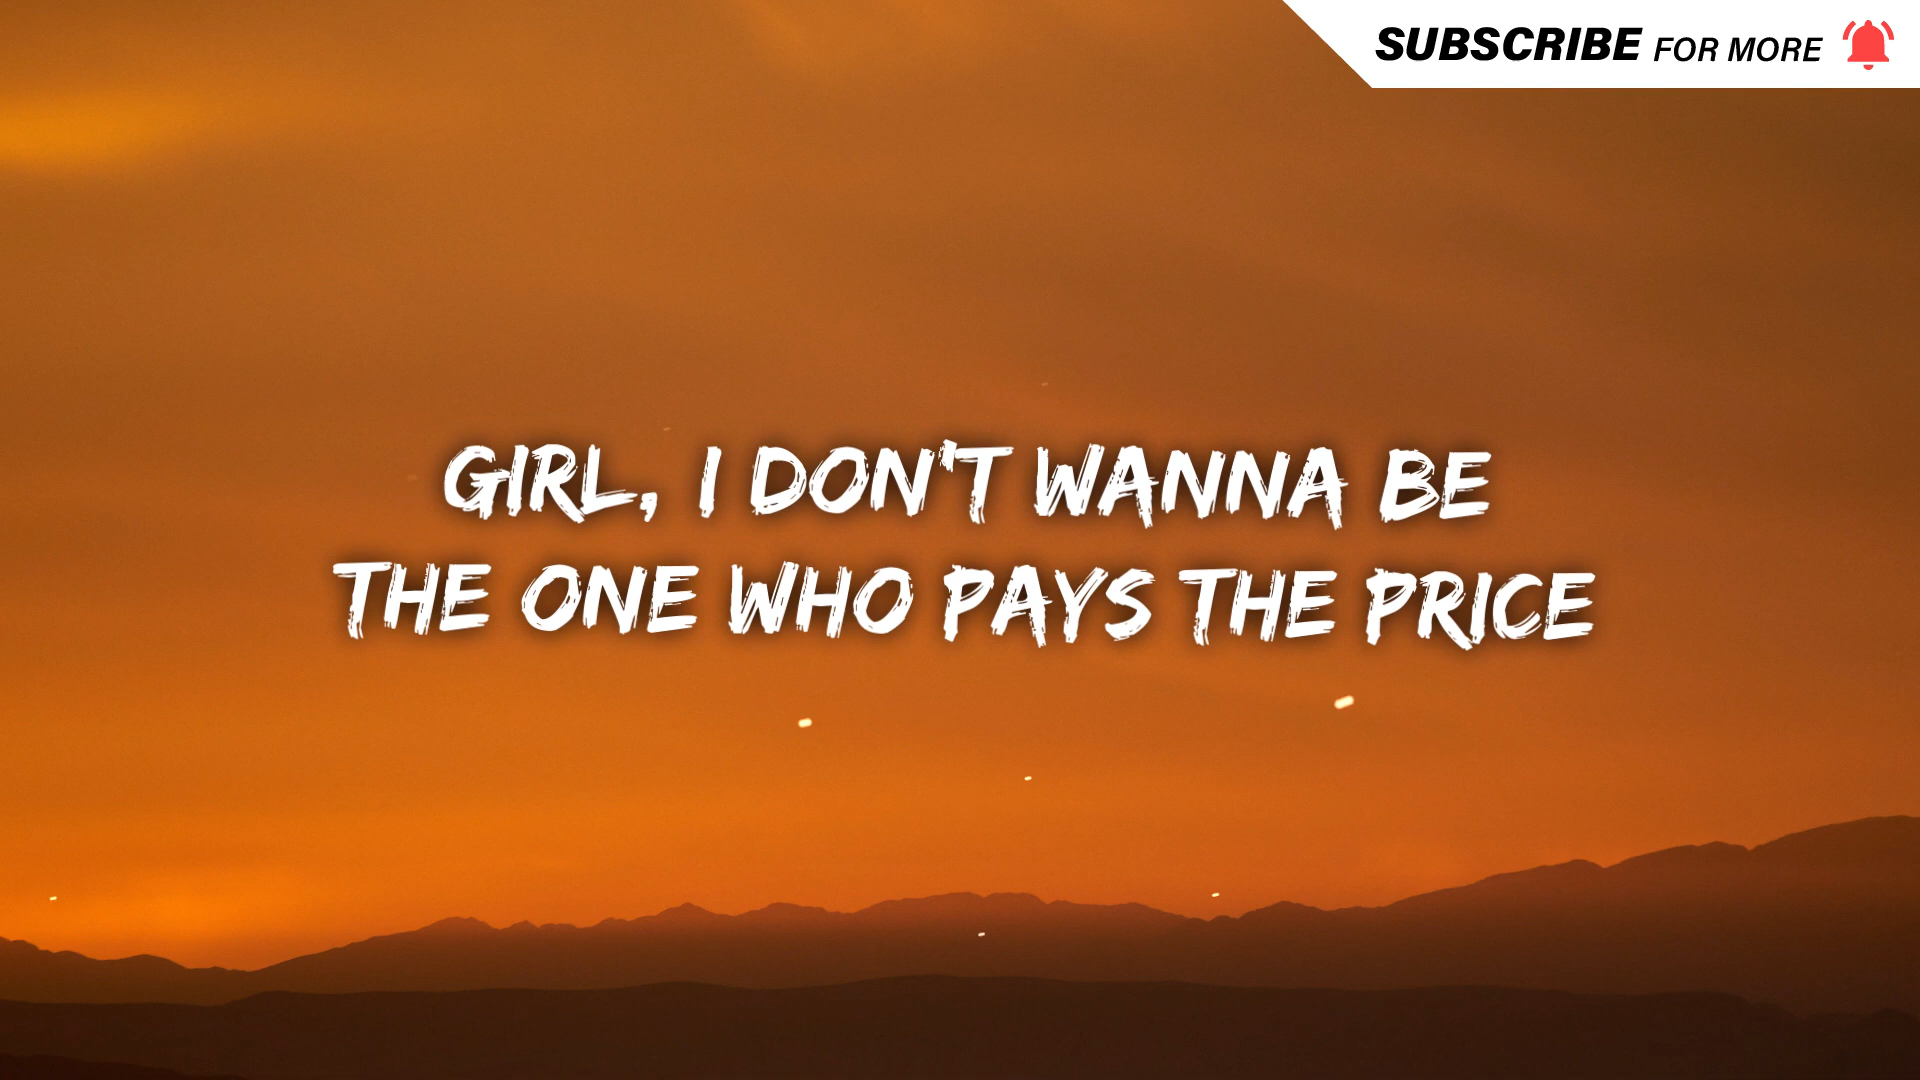 SUBSCRIBE FOR MORE
GIRL, I DON'T WANNA BE
THE ONE WHO PAYS THE PRICE